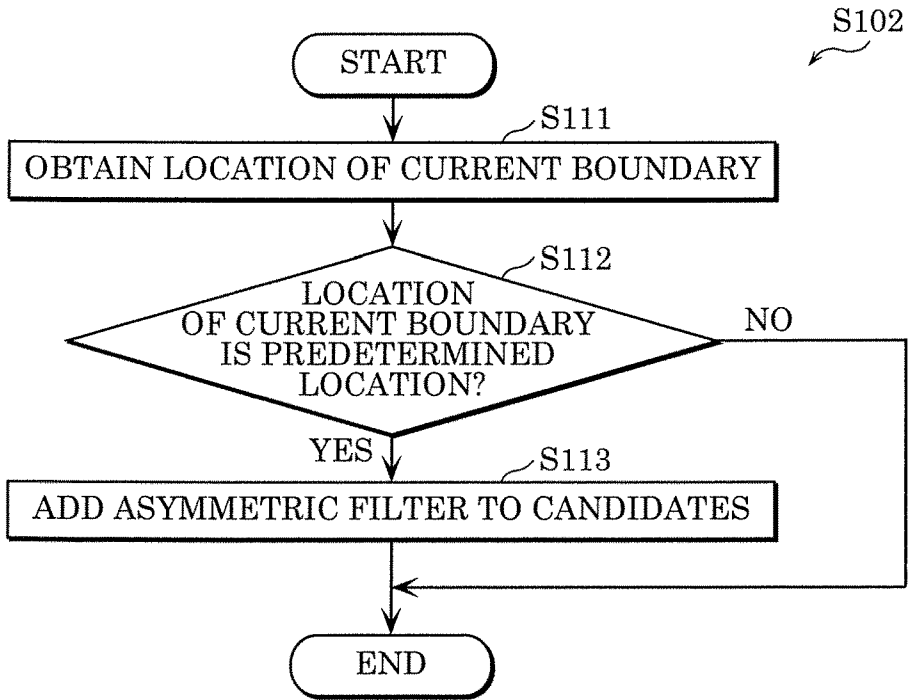 S102
START
S111
OBTAIN LOCATION OF CURRENT BOUNDARY
S112
LOCATION
OF CURRENT BOUNDARY
IS PREDETERMINED
LOCATION?
NO
YES
S113
ADD ASYMMETRIC FILTER TO CANDIDATES
END